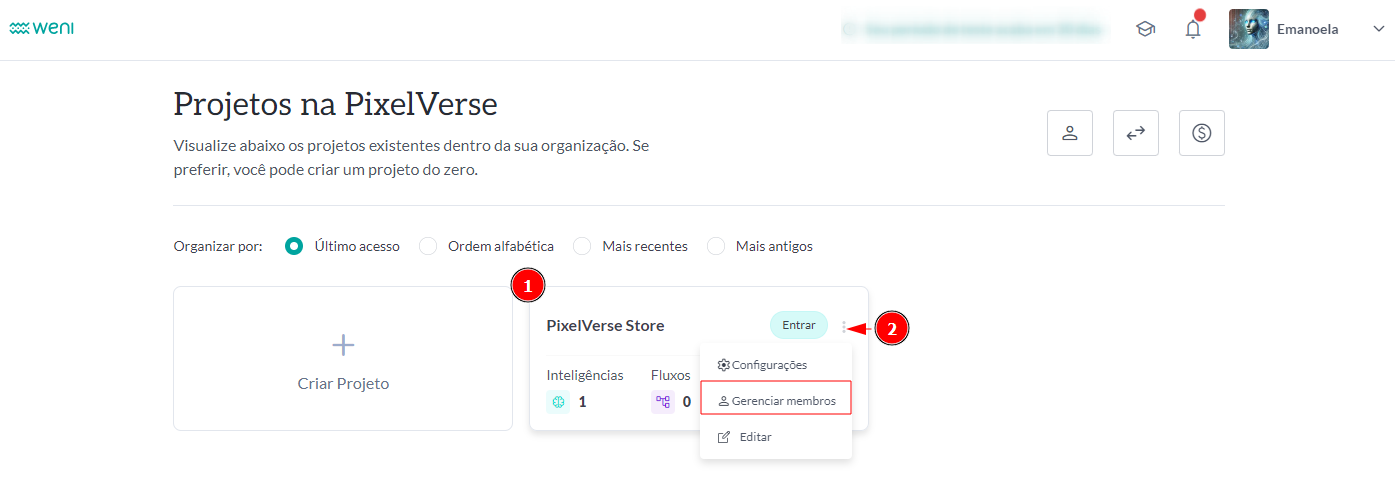 weni
Emanoela
Projetos na PixelVerse
Visualize abaixo os projetos existentes dentro da sua organização. Se
preferir, você pode criar um projeto do zero.
Organizar por:
Último acesso
Ordem alfabética
Mais recentes
Mais antigos
1
Criar Projeto
PixelVerse Store
Entrar
2
Inteligências
Fluxos
1
0
Configurações
Gerenciar membros
Editar